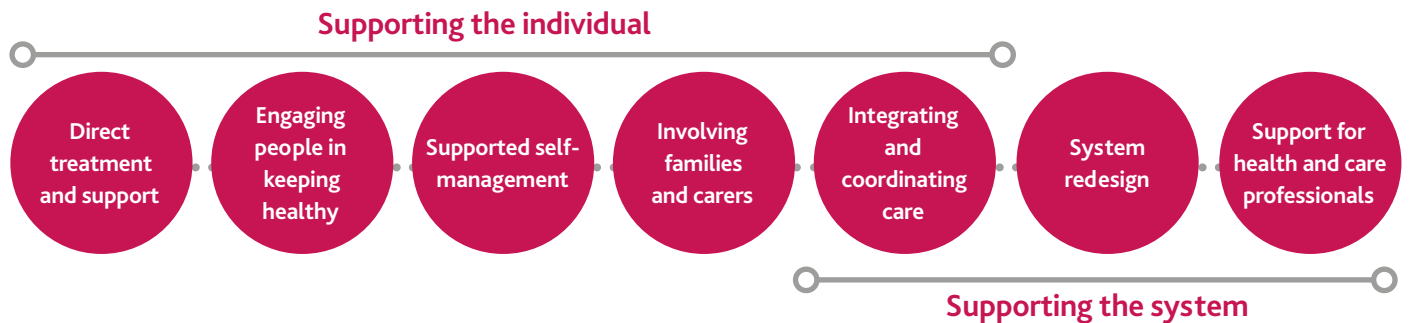 Supporting the individual
Direct
treatment
and support
Engaging
people in
keeping
healthy
Supported self-
management
Involving
families
and carers
Integrating
and
coordinating
care
System
redesign
Support for
health and care
professionals
Supporting the system